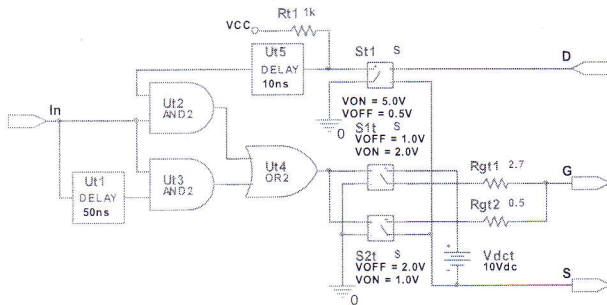 Rt1 1k
VCC
Ut5
DELAY
10ns
St1 S
D
VON = 5.0V
VOFF = 0.5V
0
In
Ut2
AND2
Ut3
AND2
Ut1
DELAY
50ns
Ut4
OR2
S1t S
VOFF = 1.0V
VON = 2.0V
Rgt1 2.7
G
Rgt2 0.5
S2t S
VOFF = 2.0V
VON = 1.0V
0
Vdct
10Vdc
S